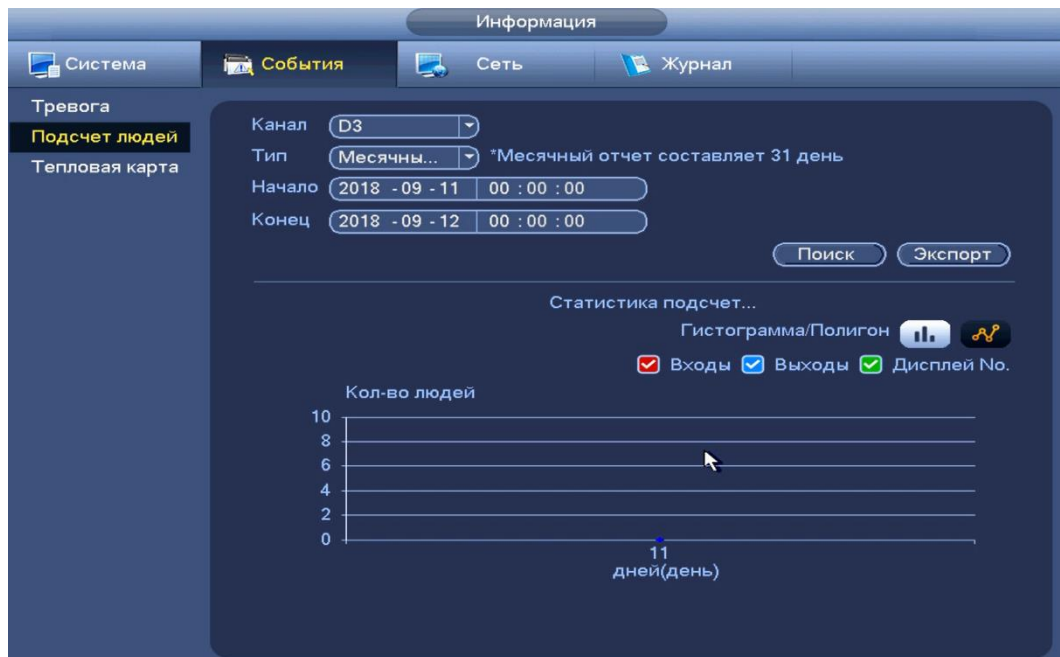 Информация
Система События Сеть Журнал
Тревога
Подсчет людей
Тепловая карта
Канал D3
Тип Месячны... *Месячный отчет составляет 31 день
Начало 2018 - 09 - 11 00 : 00 : 00
Конец 2018 - 09 - 12 00 : 00 : 00
Поиск Экспорт
Статистика подсчет...
Гистограмма/Полигон
Входы Выходы Дисплей No.
Кол-во людей
10
8
6
4
2
0
11
дней(день)